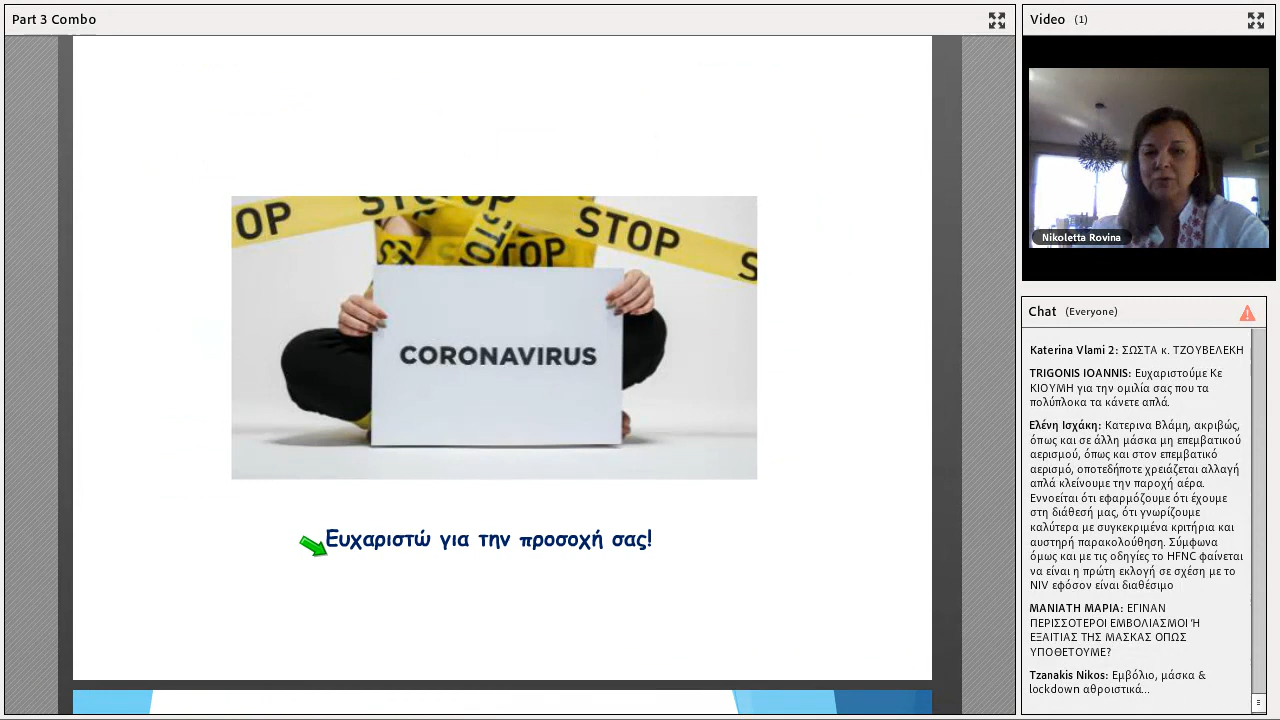 Part 3 Combo
OP
STOP
OP
STOP
STOP
STOP
S
CORONAVIRUS
Ευχαριστώ για την προσοχή σας!
Video (1)
Nikoletta Rovina
Chat (Everyone)
Katerina Vlami 2: ΣΩΣΤΑ κ. ΤΖΟΥΒΕΛΕΚΗ
TRIGONIS IOANNIS: Ευχαριστούμε Κε
ΚΙΟΥΜΗ για την ομιλία σας που τα
πολύπλοκα τα κάνετε απλά.
Ελένη Ισχάκη: Κατερινα Βλάμη, ακριβώς,
όπως και σε άλλη μάσκα μη επεμβατικού
αερισμού, όπως και στον επεμβατικό
αερισμό, οποτεδήποτε χρειάζεται αλλαγή
απλά κλείνουμε την παροχή αέρα.
Εννοείται ότι εφαρμόζουμε ότι έχουμε
στη διάθεσή μας, ότι γνωρίζουμε
καλύτερα με συγκεκριμένα κριτήρια και
αυστηρή παρακολούθηση. Σύμφωνα
όμως και με τις οδηγίες το HFNC φαίνεται
να είναι η πρώτη εκλογή σε σχέση με το
NIV εφόσον είναι διαθέσιμο
ΜΑΝΙΑΤΗ ΜΑΡΙΑ: ΕΓΙΝΑΝ
ΠΕΡΙΣΣΟΤΕΡΟΙ ΕΜΒΟΛΙΑΣΜΟΙ Ή
ΕΞΑΙΤΙΑΣ ΤΗΣ ΜΑΣΚΑΣ ΟΠΩΣ
ΥΠΟΘΕΤΟΥΜΕ?
Tzanakis Nikos: Εμβόλιο, μάσκα &
lockdown αθροιστικά...